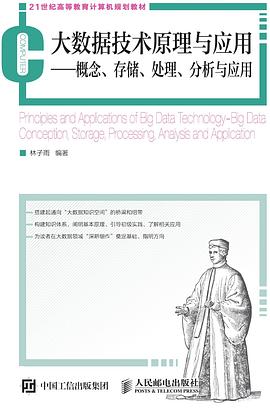 21世纪高等教育计算机规划教材
COMPUTER
大数据技术原理与应用
——概念、存储、处理、分析与应用
Principles and Applications of Big Data Technology-Big Data
Conception, Storage, Processing, Analysis and Application
林子雨 编著
搭建起通向“大数据知识空间”的桥梁和纽带
构建知识体系、阐明基本原理、引导初级实践、了解相关应用
为读者在大数据领域“深耕细作”奠定基础、指明方向
中国工信出版集团
人民邮电出版社
POSTS & TELECOM PRESS